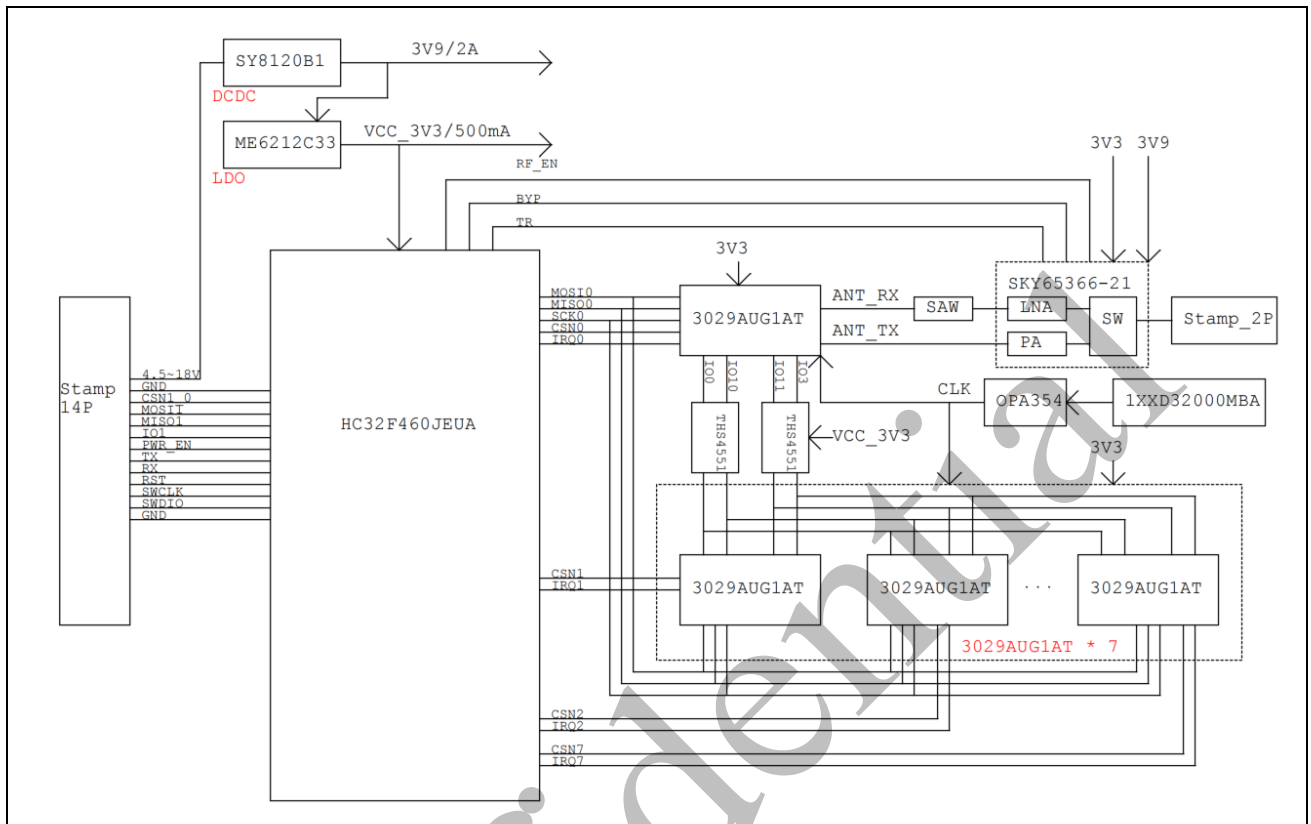 SY8120B1
3V9/2A
DCDC
ME6212C33
VCC_3V3/500mA
LDO
RF_EN
BYP
TR
3V3 3V9
3V3
SKY65366-21
MOSI0
MISO0
SCK0
CSN0
IRQ0
3029AUG1AT
ANT_RX
SAW
LNA
SW
Stamp_2P
ANT_TX
PA
IO0
IO10
IO11
IO3
CLK
OPA354
1XXD32000MBA
THS4551
THS4551
VCC_3V3
3V3
Stamp
14P
4.5~18V
GND
CSN1_0
MOSI1
MISO1
IO1
PWR_EN
TX
RX
RST
SWCLK
SWDIO
GND
HC32F460JEUA
CSN1
IRQ1
3029AUG1AT
3029AUG1AT
...
3029AUG1AT
3029AUG1AT * 7
CSN2
IRQ2
CSN7
IRQ7
fidential